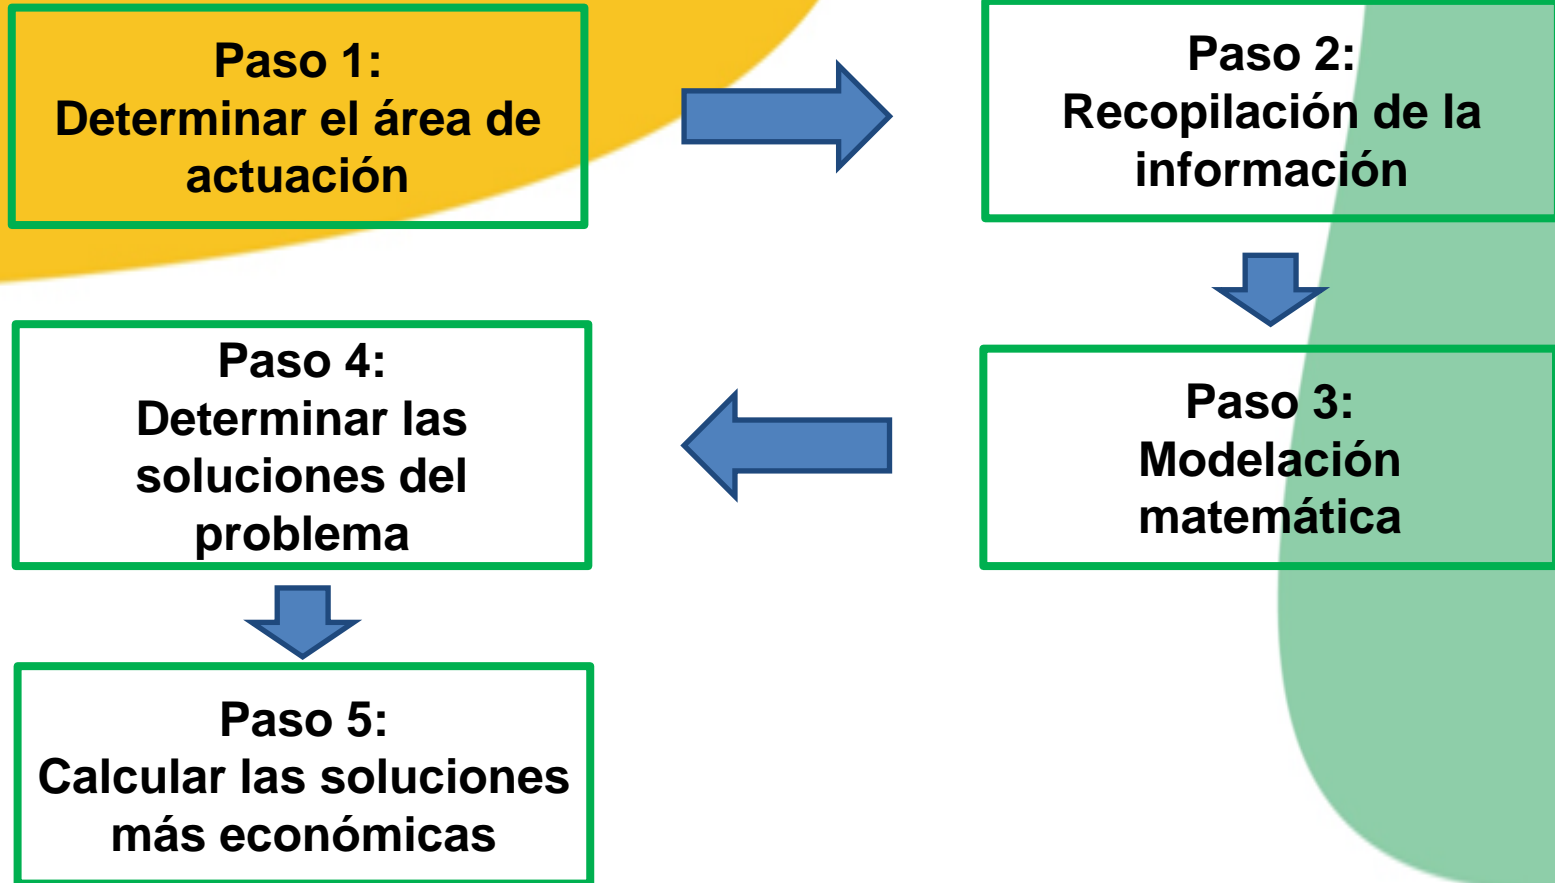 Paso 1:
Determinar el área de
actuación
Paso 2:
Recopilación de la
información
Paso 3:
Modelación
matemática
Paso 4:
Determinar las
soluciones del
problema
Paso 5:
Calcular las soluciones
más económicas